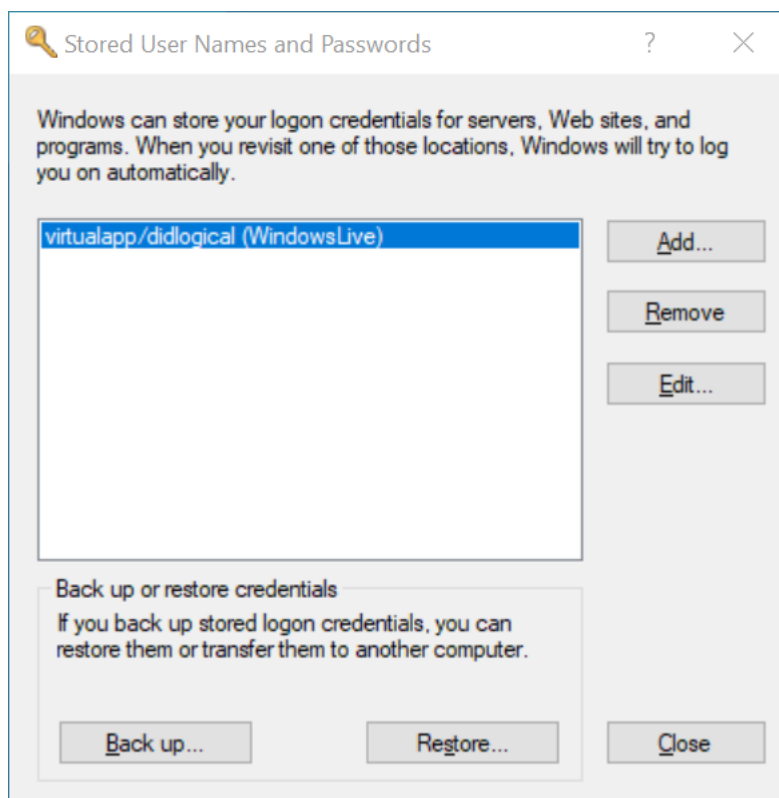 Stored User Names and Passwords
Windows can store your logon credentials for servers, Web sites, and
programs. When you revisit one of those locations, Windows will try to log
you on automatically.
virtualapp/didlogical (WindowsLive)
Add...
Remove
Edit...
Back up or restore credentials
If you back up stored logon credentials, you can
restore them or transfer them to another computer.
Back up...
Restore...
Close